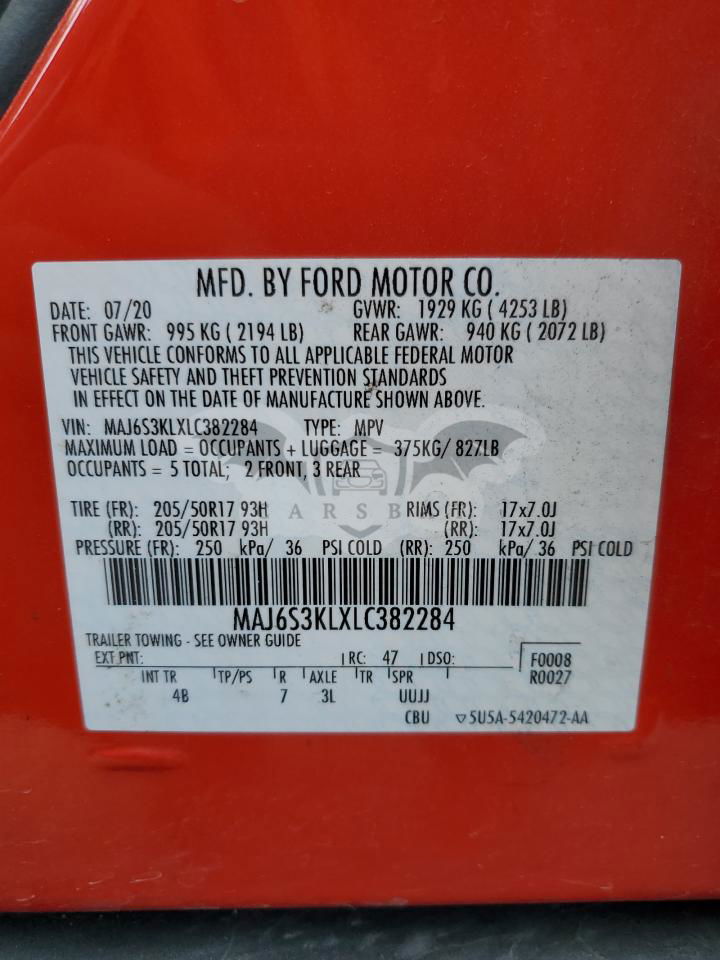 MFD. BY FORD MOTOR CO.
DATE: 07/20 GVWR: 1929 KG ( 4253 LB)
FRONT GAWR: 995 KG ( 2194 LB) REAR GAWR: 940 KG ( 2072 LB)
THIS VEHICLE CONFORMS TO ALL APPLICABLE FEDERAL MOTOR
VEHICLE SAFETY AND THEFT PREVENTION STANDARDS
IN EFFECT ON THE DATE OF MANUFACTURE SHOWN ABOVE.
VIN: MAJ6S3KLXLC382284 TYPE: MPV
MAXIMUM LOAD = OCCUPANTS + LUGGAGE = 375KG/ 827LB
OCCUPANTS = 5 TOTAL; 2 FRONT, 3 REAR
TIRE (FR): 205/50R17 93H RIMS (FR): 17x7.0J
(RR): 205/50R17 93H (RR): 17x7.0J
PRESSURE (FR): 250 kPa/ 36 PSI COLD (RR): 250 kPa/ 36 PSI COLD
MAJ6S3KLXLC382284
TRAILER TOWING - SEE OWNER GUIDE
EXT PNT: RC: 47 DSO: F0008
R0027
INT TR TP/PS R AXLE TR SPR
4B 7 3L UUJJ
CBU ▽5U5A-5420472-AA